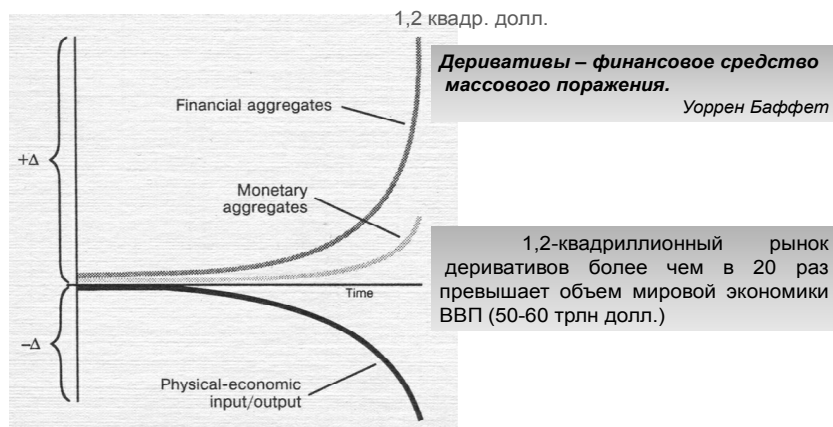 1,2 квадр. долл.
Деривативы – финансовое средство
массового поражения.
Уоррен Баффет
Financial aggregates
+Δ
Monetary
aggregates
1,2-квадриллионный рынок
деривативов более чем в 20 раз
превышает объем мировой экономики
ВВП (50-60 трлн долл.)
Time
–Δ
Physical-economic
input/output